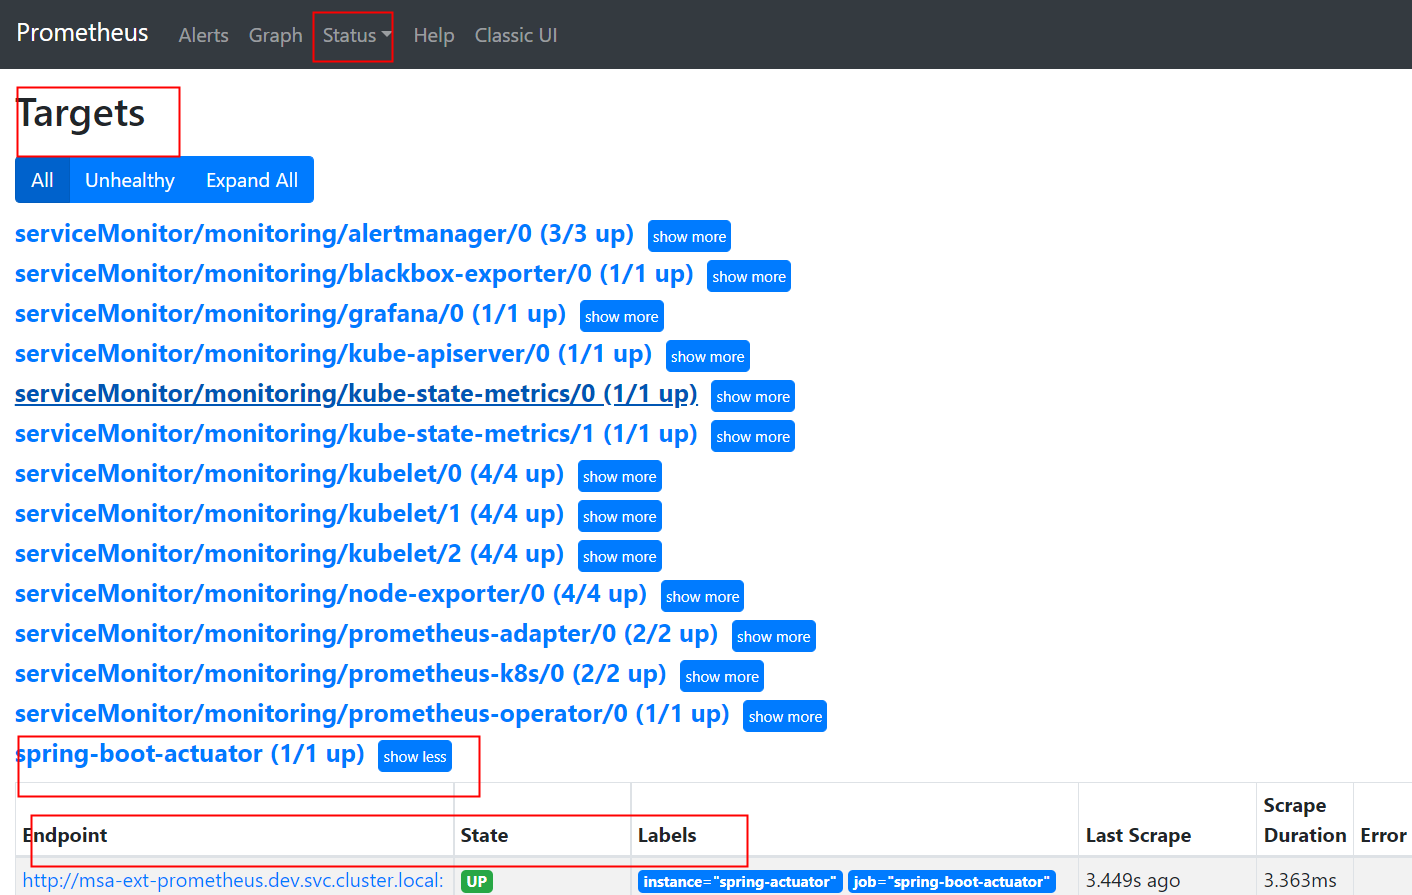 Prometheus Alerts Graph Status Help Classic UI
Targets
All Unhealthy Expand All
serviceMonitor/monitoring/alertmanager/0 (3/3 up) show more
serviceMonitor/monitoring/blackbox-exporter/0 (1/1 up) show more
serviceMonitor/monitoring/grafana/0 (1/1 up) show more
serviceMonitor/monitoring/kube-apiserver/0 (1/1 up) show more
serviceMonitor/monitoring/kube-state-metrics/0 (1/1 up) show more
serviceMonitor/monitoring/kube-state-metrics/1 (1/1 up) show more
serviceMonitor/monitoring/kubelet/0 (4/4 up) show more
serviceMonitor/monitoring/kubelet/1 (4/4 up) show more
serviceMonitor/monitoring/kubelet/2 (4/4 up) show more
serviceMonitor/monitoring/node-exporter/0 (4/4 up) show more
serviceMonitor/monitoring/prometheus-adapter/0 (2/2 up) show more
serviceMonitor/monitoring/prometheus-k8s/0 (2/2 up) show more
serviceMonitor/monitoring/prometheus-operator/0 (1/1 up) show more
spring-boot-actuator (1/1 up) show less
Endpoint State Labels Last Scrape Scrape Duration Error
http://msa-ext-prometheus.dev.svc.cluster.local: UP instance="spring-actuator" job="spring-boot-actuator" 3.449s ago 3.363ms